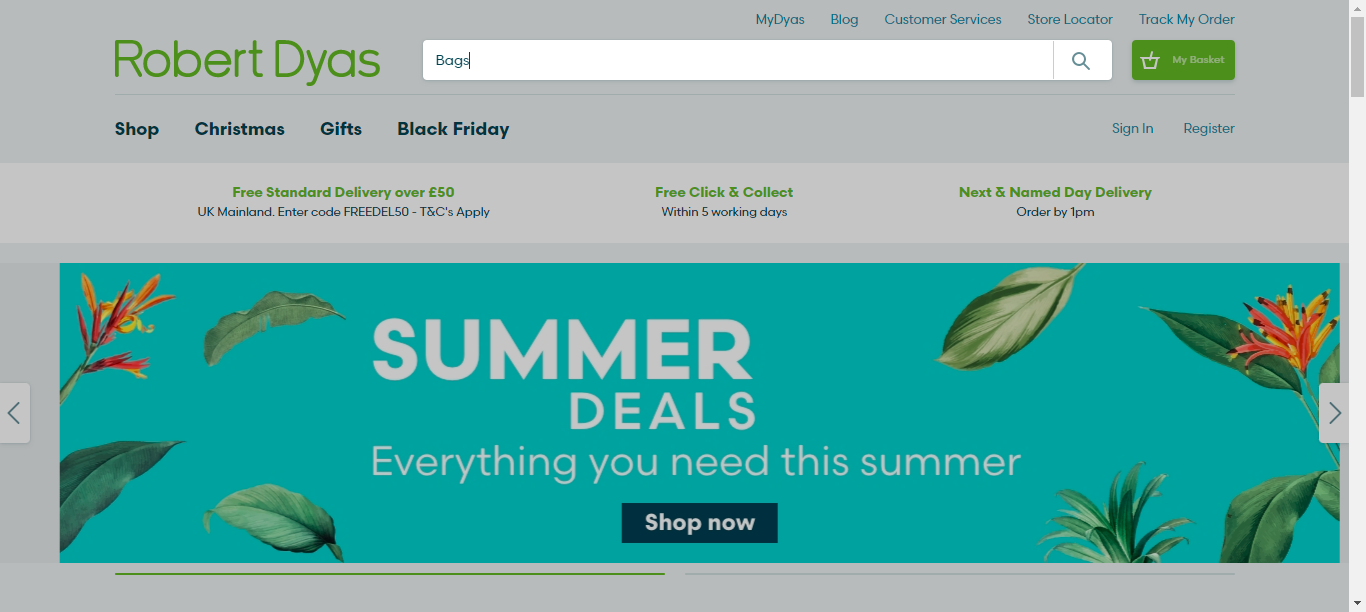 MyDyas Blog Customer Services Store Locator Track My Order
Robert Dyas
Bags
My Basket
Shop Christmas Gifts Black Friday
Sign In Register
Free Standard Delivery over £50
UK Mainland. Enter code FREEDEL50 - T&C's Apply
Free Click & Collect
Within 5 working days
Next & Named Day Delivery
Order by 1pm
SUMMER
DEALS
Everything you need this summer
Shop now